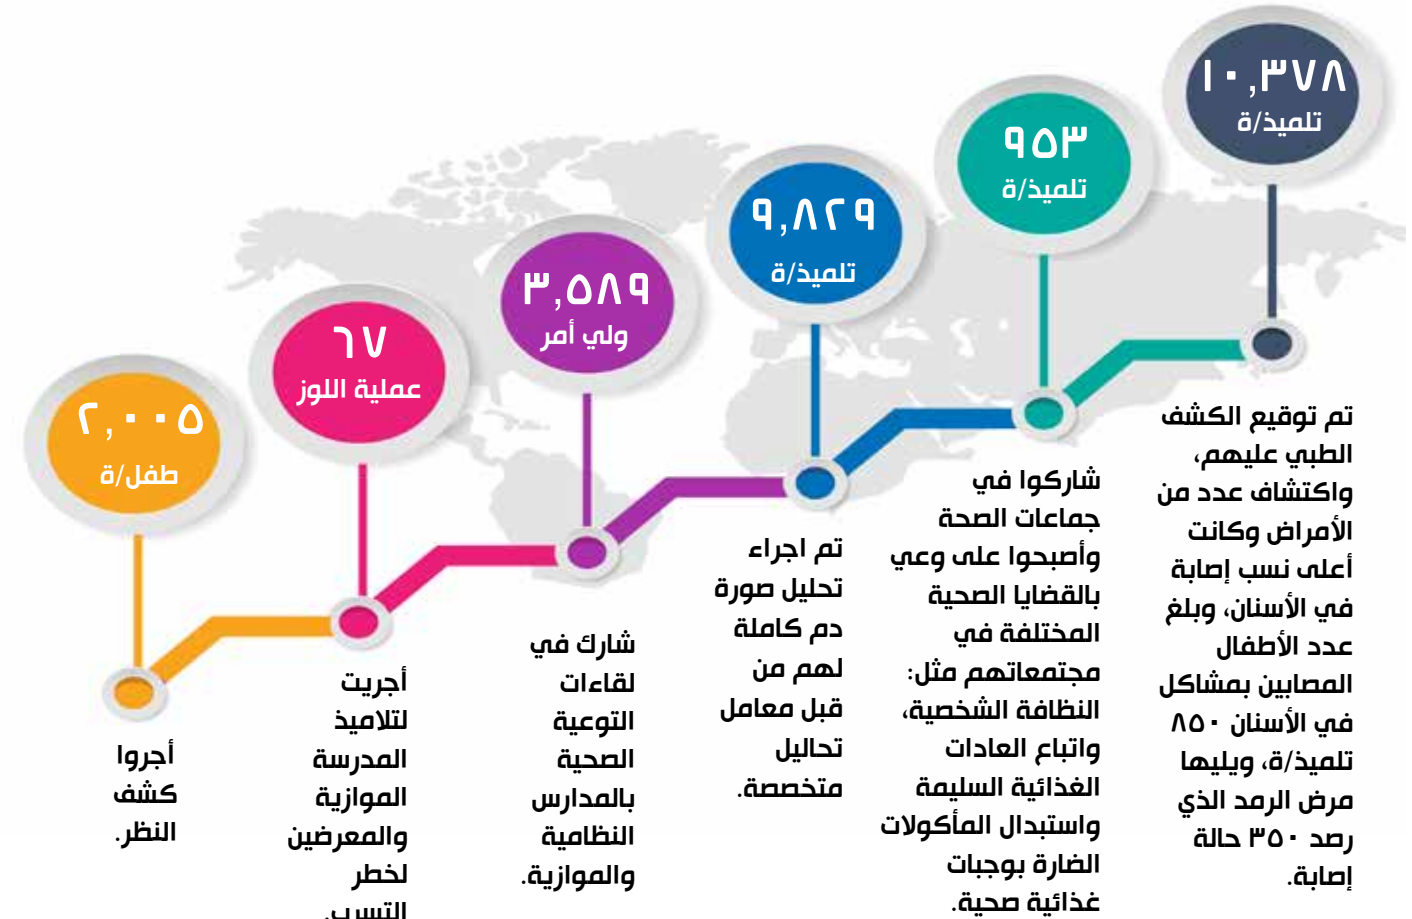 ١٠,٣٧٨
تلميذ/ة
تم توقيع الكشف
الطبي عليهم،
واكتشاف عدد من
الأمراض وكانت
أعلى نسب إصابة
في الأسنان، وبلغ
عدد الأطفال
المصابين بمشاكل
في الأسنان ٨٥٠
تلميذ/ة، ويليها
مرض الرمد الذي
رصد ٣٥٠ حالة
إصابة.
٩٥٣
تلميذ/ة
شاركوا في
جماعات الصحة
وأصبحوا على وعي
بالقضايا الصحية
المختلفة في
مجتمعاتهم مثل:
النظافة الشخصية،
واتباع العادات
الغذائية السليمة
واستبدال المأكولات
الضارة بوجبات
غذائية صحية.
٩,٨٢٩
تلميذ/ة
تم اجراء
تحليل صورة
دم كاملة
لهم من
قبل معامل
تحاليل
متخصصة.
٣,٥٨٩
ولي أمر
شارك في
لقاءات
التوعية
الصحية
بالمدارس
النظامية
والموازية.
٦٧
عملية اللوز
أجريت
لتلاميذ
المدرسة
الموازية
والمعرضين
لخطر
التسرب.
٢,٠٠٥
طفل/ة
أجروا
كشف
النظر.